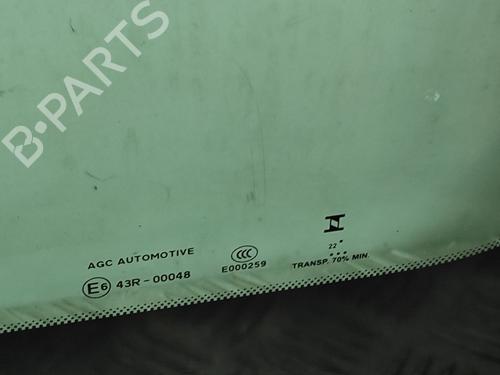 B-PARTS
AGC AUTOMOTIVE
E6 43R-00048
CCC
E000259
22
TRANSP. 70% MIN.